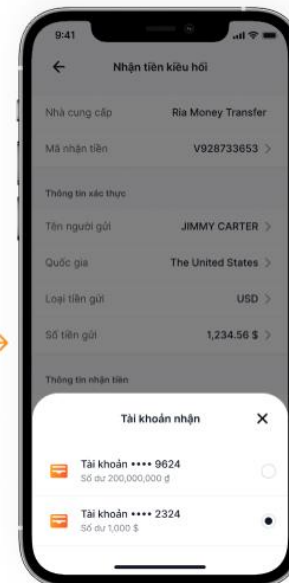 9:41
Nhận tiền kiều hối
Nhà cung cấp Ria Money Transfer
Mã nhận tiền V928733653
Thông tin xác thực
Tên người gửi JIMMY CARTER
Quốc gia The United States
Loại tiền gửi USD
Số tiền gửi 1,234.56 $
Thông tin nhận tiền
Tài khoản nhận
Tài khoản •••• 9624
Số dư 200,000,000 ₫
Tài khoản •••• 2324
Số dư 1,000 $